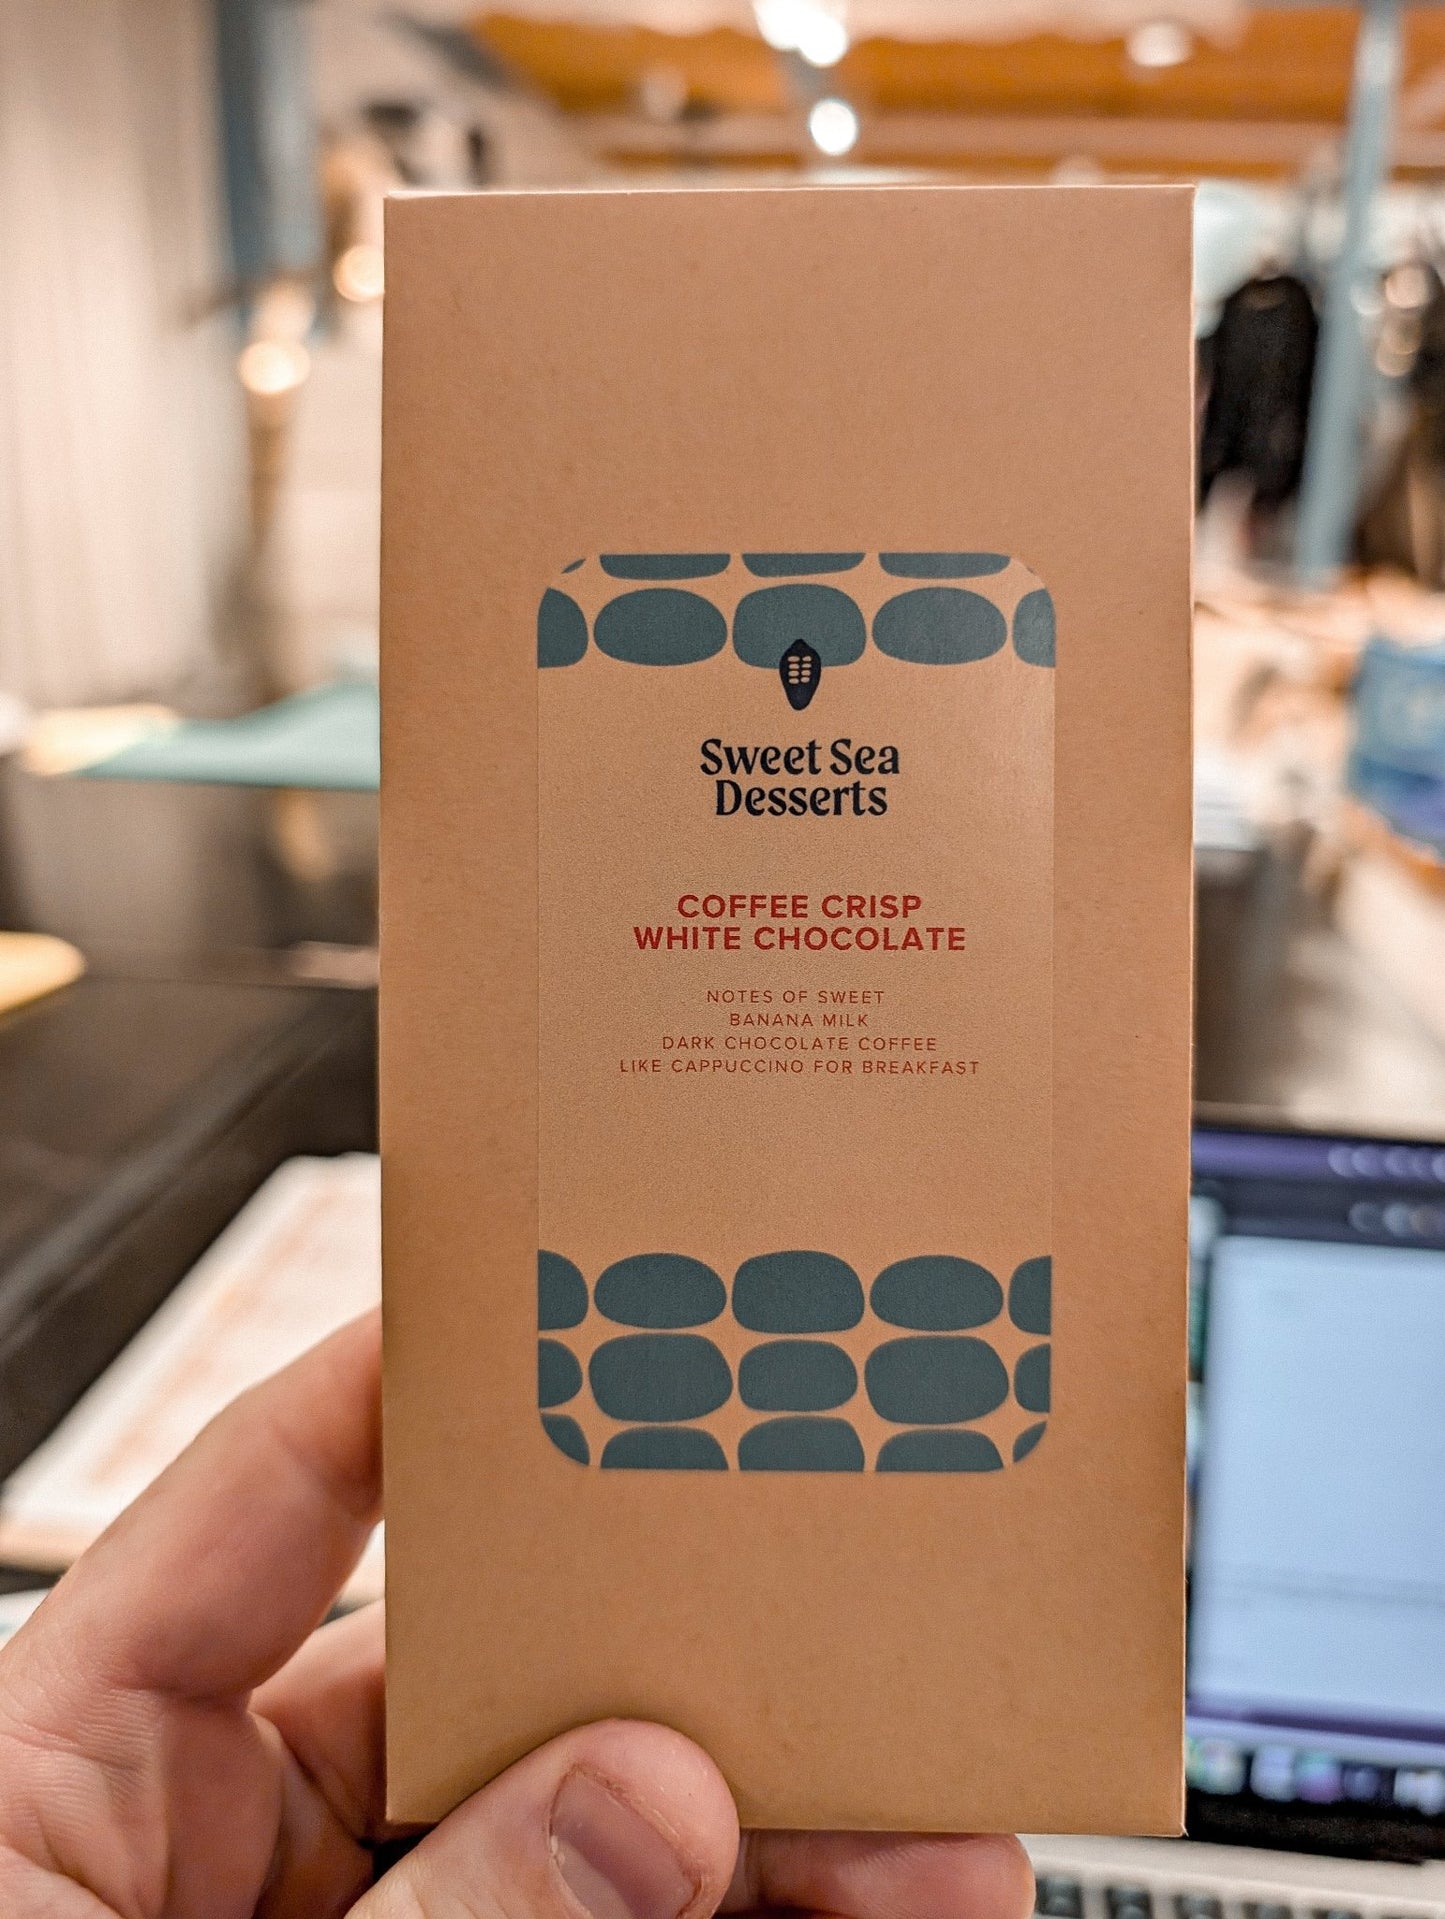 Sweet Sea
Desserts
COFFEE CRISP
WHITE CHOCOLATE
NOTES OF SWEET
BANANA MILK
DARK CHOCOLATE COFFEE
LIKE CAPPUCCINO FOR BREAKFAST